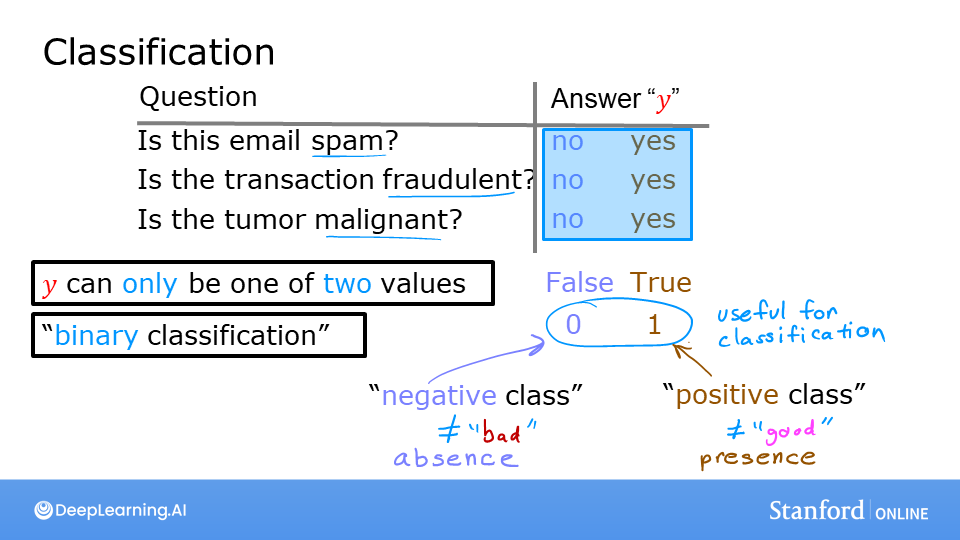 Classification
Question Answer “y”
Is this email spam? no yes
Is the transaction fraudulent? no yes
Is the tumor malignant? no yes
y can only be one of two values
False True
0 1
useful for
classification
“binary classification”
“negative class” “positive class”
≠ “bad” ≠ “good”
absence presence
DeepLearning.AI Stanford | ONLINE